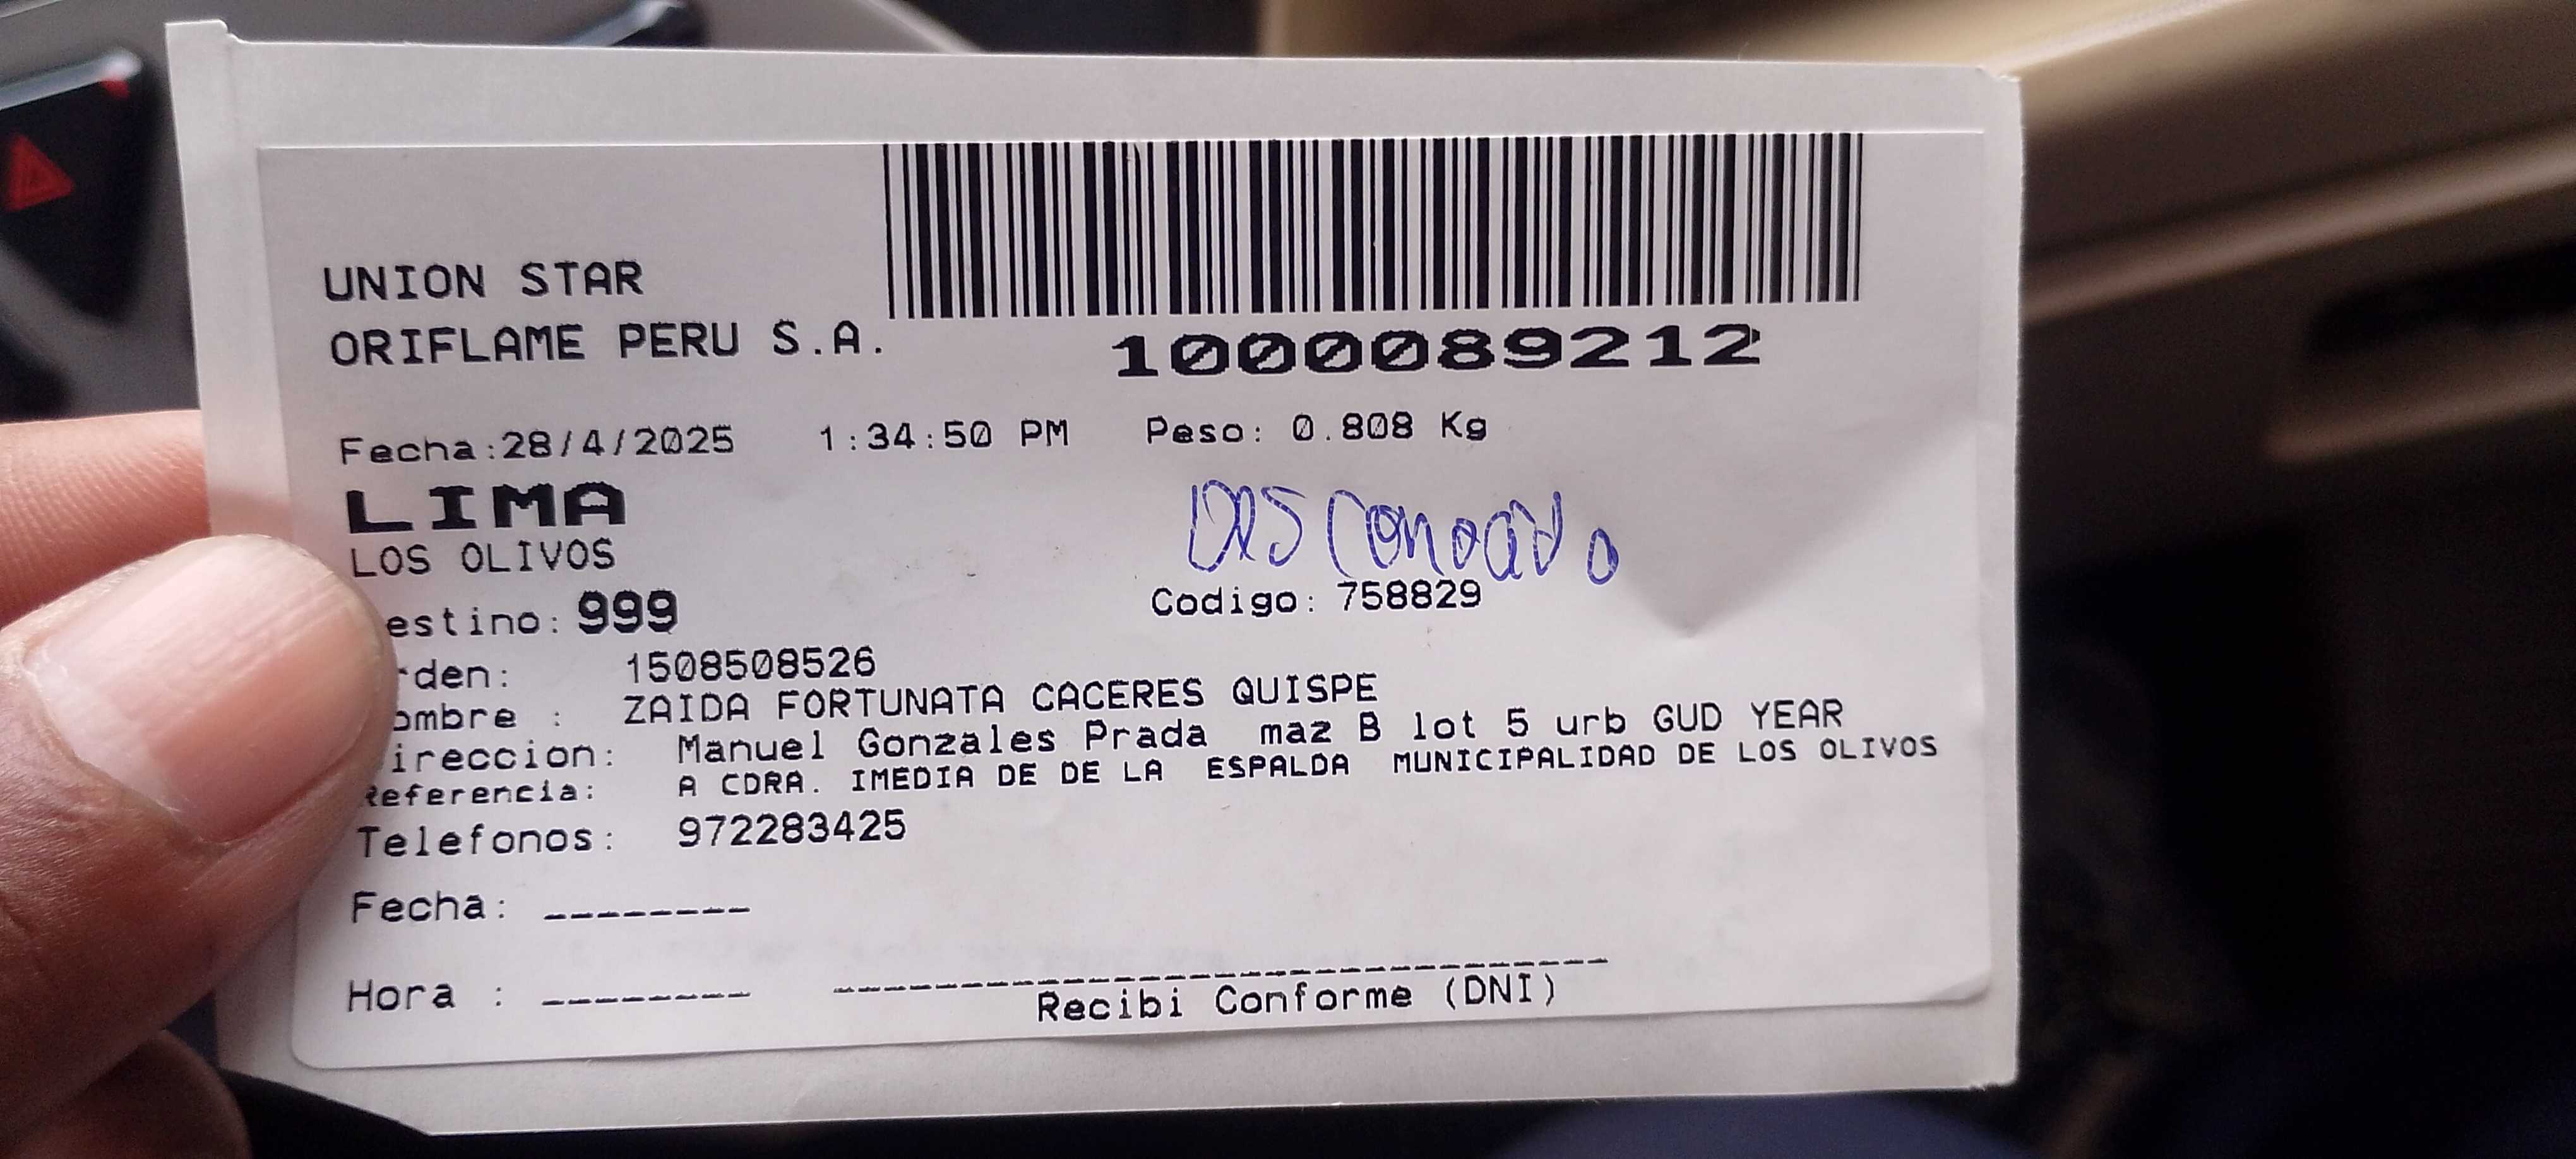 UNION STAR
ORIFLAME PERU S.A.
1000089212
Fecha:28/4/2025 1:34:50 PM Peso: 0.808 Kg
LIMA
LOS OLIVOS
Desconocido
estino: 999
Codigo: 758829
rden: 1508508526
ombre : ZAIDA FORTUNATA CACERES QUISPE
ireccion: Manuel Gonzales Prada maz B lot 5 urb GUD YEAR
Referencia: A CDRA. IMEDIA DE DE LA ESPALDA MUNICIPALIDAD DE LOS OLIVOS
Telefonos: 972283425
Fecha: --------
Hora : --------
Recibi Conforme (DNI)